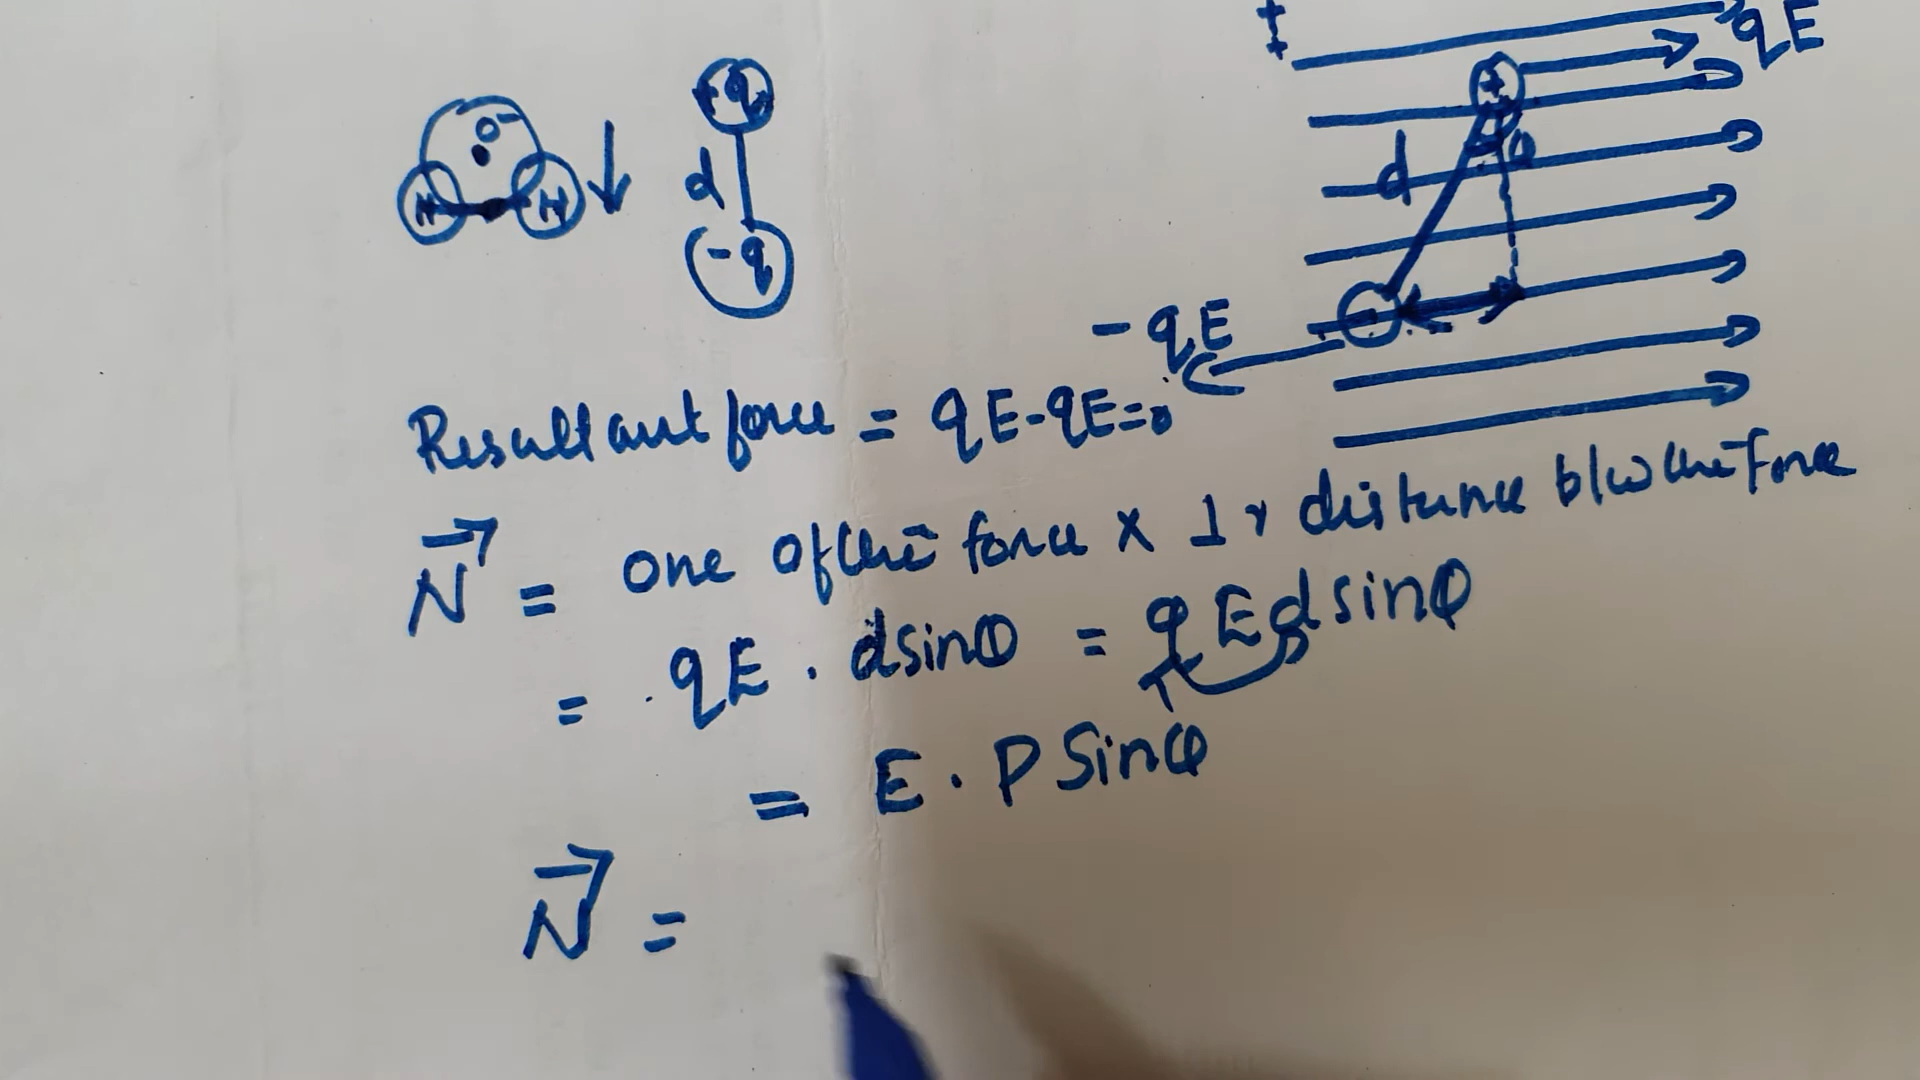 +
+
qE
O-
H H
+q
d
-q
+
d
θ
-
-qE
Resultant force = qE-qE=0
N⃗ = one of the force x ⊥r distance b/w the force
= qE . dsinθ = qEdsinθ
= E . P Sinθ
N⃗ =